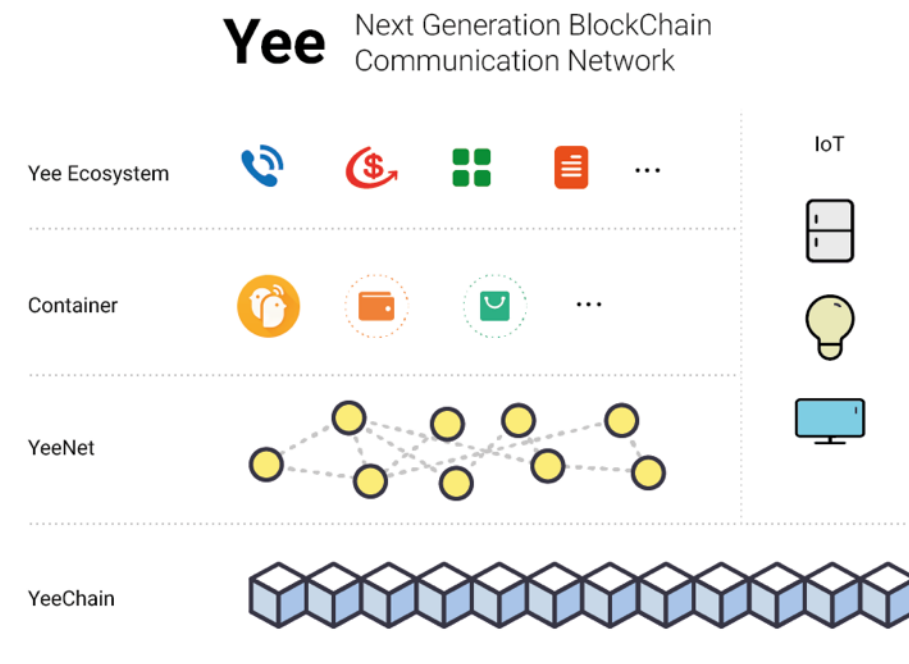 Yee
Next Generation BlockChain
Communication Network
Yee Ecosystem
$
...
IoT
Container
...
YeeNet
YeeChain